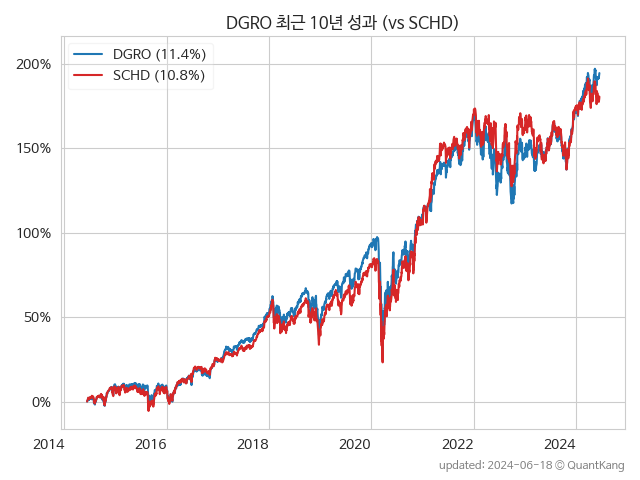 DGRO 최근 10년 성과 (vs SCHD)
DGRO (11.4%)
SCHD (10.8%)
200%
150%
100%
50%
0%
2014 2016 2018 2020 2022 2024
updated: 2024-06-18 © QuantKang